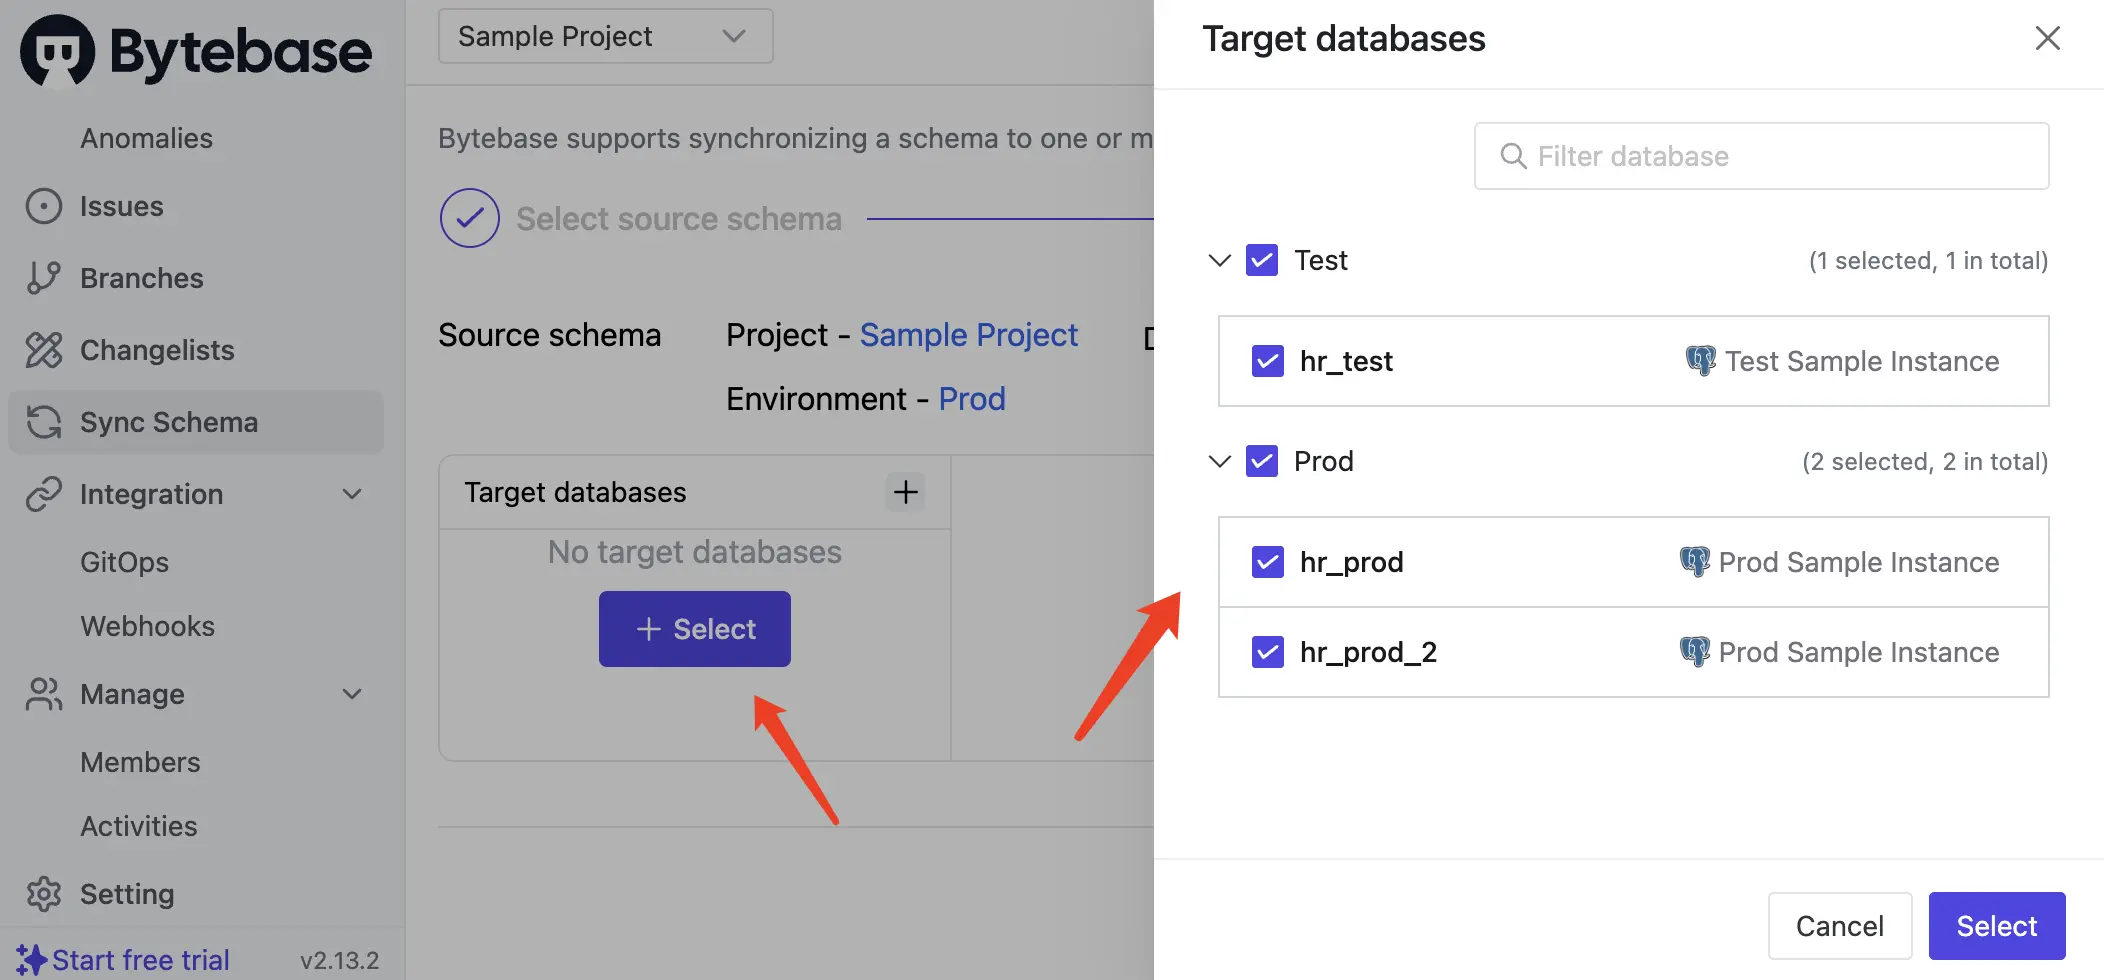 Bytebase
Anomalies
Issues
Branches
Changelists
Sync Schema
Integration
GitOps
Webhooks
Manage
Members
Activities
Setting
Start free trial
v2.13.2
Sample Project
Bytebase supports synchronizing a schema to one or m
Select source schema
Source schema
Project - Sample Project
Environment - Prod
Target databases
No target databases
+ Select
Target databases
Filter database
Test
(1 selected, 1 in total)
hr_test
Test Sample Instance
Prod
(2 selected, 2 in total)
hr_prod
Prod Sample Instance
hr_prod_2
Prod Sample Instance
Cancel
Select